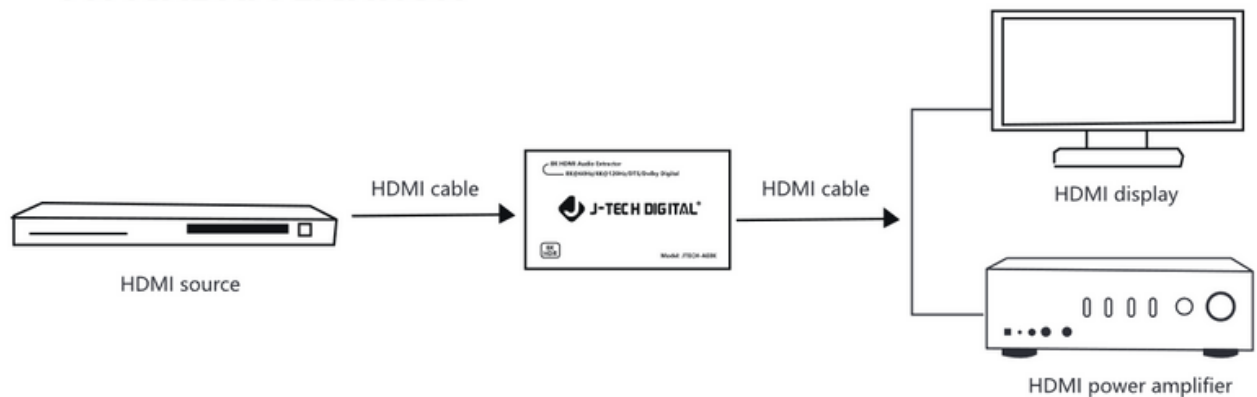 HDMI source
HDMI cable
8K HDMI Audio Extractor
8K@60Hz/4K@120Hz/DTS/Dolby Digital
J-TECH DIGITAL®
8K
HDR
Model: JTECH-AE8K
HDMI cable
HDMI display
HDMI power amplifier